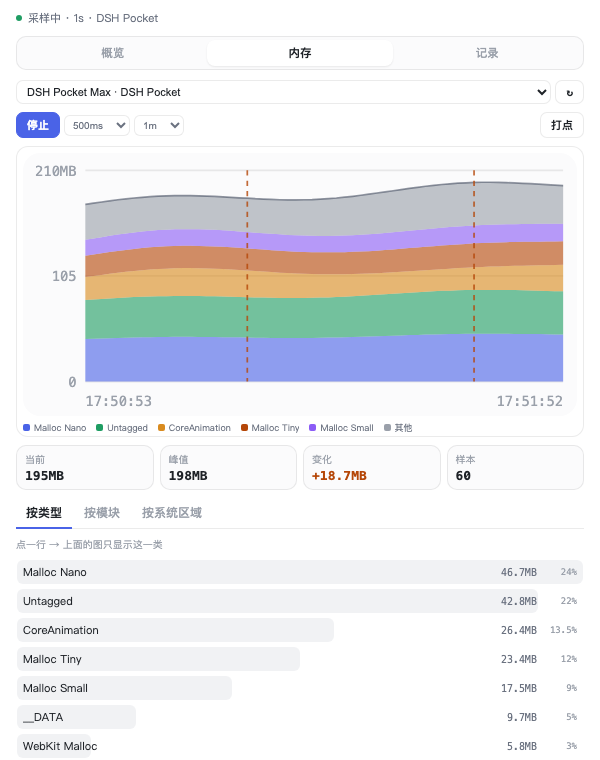 采样中 · 1s · DSH Pocket
概览 内存 记录
DSH Pocket Max · DSH Pocket ↻
停止 500ms 1m 打点
210MB
105
0
17:50:53 17:51:52
Malloc Nano Untagged CoreAnimation Malloc Tiny Malloc Small 其他
当前 峰值 变化 样本
195MB 198MB +18.7MB 60
按类型 按模块 按系统区域
点一行 → 上面的图只显示这一类
Malloc Nano 46.7MB 24%
Untagged 42.8MB 22%
CoreAnimation 26.4MB 13.5%
Malloc Tiny 23.4MB 12%
Malloc Small 17.5MB 9%
__DATA 9.7MB 5%
WebKit Malloc 5.8MB 3%